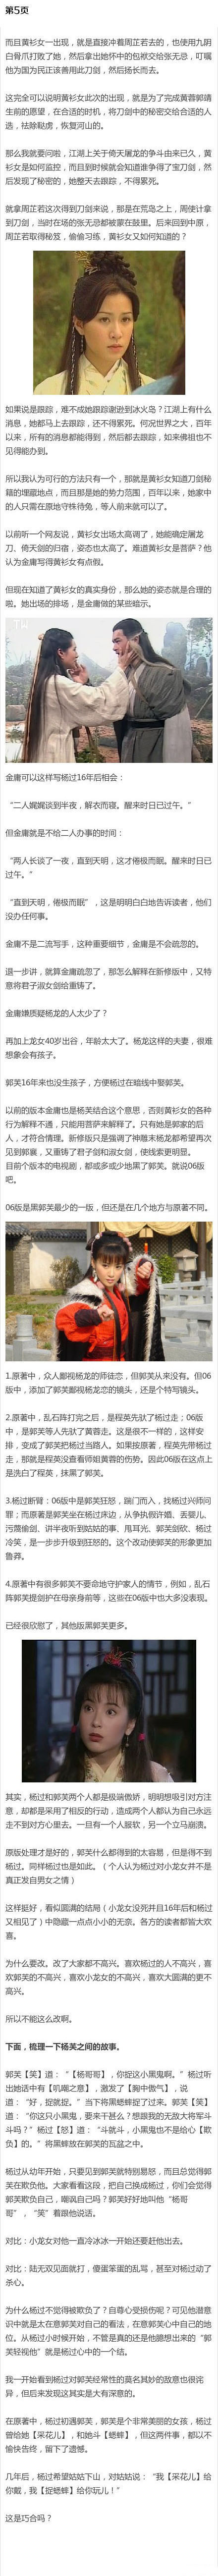 第5页
而且黄衫女一出现，就是直接冲着周芷若去的，也使用九阴
白骨爪打败了她，然后拿出她怀中的包袱交给张无忌，叮嘱
他为国为民正该善用此刀剑，然后扬长而去。
这完全可以说明黄衫女此次的出现，就是为了完成黄蓉郭靖
生前的愿望，在合适的时机，将刀剑中的秘密交给合适的人
选，祛除鞑虏，恢复河山的。
那么我就要问啦，江湖上关于倚天屠龙的争斗由来已久，黄
衫女是如何监控，而且到时候就会知道谁争得了宝刀剑，然
后发现了秘密的，她整天去跟踪，不得累死。
就拿周芷若这次得到刀剑来说，那是在荒岛之上，周使计拿
到刀剑，当时在场的张无忌都被蒙在鼓里。后来回到中原，
周芷若取得秘笈，偷偷习练，黄衫女又如何知道的？
如果说是跟踪，难不成她跟踪谢逊到冰火岛？江湖上有什么
消息，她都马上去跟踪，还不得累死。何况世界之大，百年
以来，所有的消息都能得到，然后都去跟踪，如来佛祖也不
见得能办到。
所以我认为可行的方法只有一个，那就是黄衫女知道刀剑秘
籍的埋藏地点，而且那是她的势力范围，百年以来，她家中
的人只需在原地守株待兔，等人前来就可以了。
以前听一个网友说，黄衫女出场太高调了，她能确定屠龙
刀、倚天剑的归宿，姿态也太高了。难道黄衫女是菩萨？他
认为金庸写得黄衫女有点假。
但现在知道了黄衫女的真实身份，那么她的姿态就是合理的
啦。她出场的排场，是金庸做的某些暗示。
TW
金庸可以这样写杨过16年后相会：
“二人娓娓谈到半夜，解衣而寝。醒来时日已过午。”
但金庸就是不给二人办事的时间：
“两人长谈了一夜，直到天明，这才倦极而眠。醒来时日已
过午。”
“直到天明，倦极而眠”，这是明明白白地告诉读者，他们
没办任何事。
金庸不是二流写手，这种重要细节，金庸是不会疏忽的。
退一步讲，就算金庸疏忽了，那怎么解释在新修版中，又特
意将君子淑女剑给重铸了。
金庸嫌质疑杨龙的人太少了？
再加上龙女40岁出谷，年龄太大了。杨龙这样的夫妻，很难
想象会有孩子。
郭芙16年来也没生孩子，方便杨过在暗线中娶郭芙。
以前的版本金庸也是杨芙结合这个意思，否则黄衫女的各种
行为解释不通，只能用菩萨来解释了。只有她是郭家的后
人，才符合情理。新修版只是强调了神雕末杨龙都希望再次
见到郭襄，又重铸了君子剑和淑女剑，使线索更明显。
目前个版本的电视剧，都或多或少地黑了郭芙。就说06版
吧。
06版是黑郭芙最少的一版，但还是在几个地方与原著不同。
1.原著中，众人鄙视杨龙的师徒恋，但郭芙从来没有。但06
版中，添加了郭芙鄙视杨龙恋的镜头，还是个特写镜头。
2.原著中，乱石阵打完之后，是程英先肽了杨过走；06版
中，是郭芙等人先肽了黄蓉走。这是很不一样的，这样安
排，变成了郭芙把杨过当路人。如果按原著，程英先带杨过
走，那就是程英没查看师姐黄蓉的伤势。因此06版在这点上
是洗白了程英，抹黑了郭芙。
3.杨过断臂：06版中是郭芙狂怒，踹门而入，找杨过兴师问
罪；而原著是郭芙坐在杨过床边，从争执假许婚、丢婴儿、
污蔑偷剑、讲半夜听到姑姑的事、甩耳光、郭芙剑砍、杨过
冷笑，是一步步升级到狂怒的。这个改动使郭芙的形象更加
鲁莽。
4.原著中有很多郭芙不要命地守护家人的情节，例如，乱石
阵郭芙提剑护在母亲身前等，这些在06版中也大多没表现。
已经很欣慰了，其他版黑郭芙更多。
其实，杨过和郭芙两个人都是极端傲娇，明明想吸引对方注
意，却都是采用了相反的行动，造成两个人都认为自己永远
走不到对方心里去。一旦有一个人服软，另一个立马崩溃。
原版处理才是好的，郭芙什么都得到的太容易，但是得不到
杨过。同样杨过也是如此。（个人认为杨过对小龙女并不是
真正发自男女之情）
这样挺好，看似圆满的结局（小龙女没死并且16年后和杨过
又相见了）中隐藏一点点小小的无奈。各方的读者都皆大欢
喜。
为什么要改。改了大家都不高兴。喜欢杨过的人不高兴，喜
欢郭芙的不高兴，喜欢小龙女的不高兴，喜欢大圆满的更不
高兴。
所以不能这么改啊。
下面，梳理一下杨芙之间的故事。
郭芙【笑】道：“【杨哥哥】，你捉这小黑鬼啊。”杨过听
出她话中有【叽嘲之意】，激发了【胸中傲气】，说
道：“好，捉就捉。”当下将黑蟋蟀捉了过来。郭芙【笑】
道：“你这只小黑鬼，要来干甚么？想跟我的无敌大将军斗
斗吗？”杨过【怒】道：“斗就斗，小黑鬼也不是给心【欺
负】的。”将黑蟀放在郭芙的瓦盆之中。
杨过从幼年开始，只要见到郭芙就特别易怒，而且总觉得郭
芙在欺负他。大家看看这段，把自己换成杨过，你们会觉得
郭芙欺负自己，嘲讽自己吗？郭芙好好地叫他“杨哥
哥”，“笑”着跟他说话。
对比：小龙女对他一直冷冰冰一开始还要赶他出去。
对比：陆无双见面就打，傻蛋笨蛋的乱骂，甚至对杨过动了
杀心。
为什么杨过不觉得被欺负了？自尊心受损伤呢？可见他潜意
识中就是太在意郭芙对自己的看法，在意郭芙心中自己的地
位。从杨过小时候开始，不管是真的还是他臆想出来的“郭
芙轻视他”就是杨过心中的一个结。
我一开始看到杨过对郭芙经常性的莫名其妙的敌意也很诧
异，但后来发现这其实是大有深意的。
在原著中，杨过初遇郭芙，郭芙是个非常美丽的女孩，杨过
曾给她【采花儿】，和她斗【蟋蟀】，但这两件事，都以不
愉快告终，留下了遗憾。
几年后，杨过希望姑姑下山，对姑姑说：“我【采花儿】给
你戴，我【捉蟋蟀】给你玩儿！”
这是巧合吗？